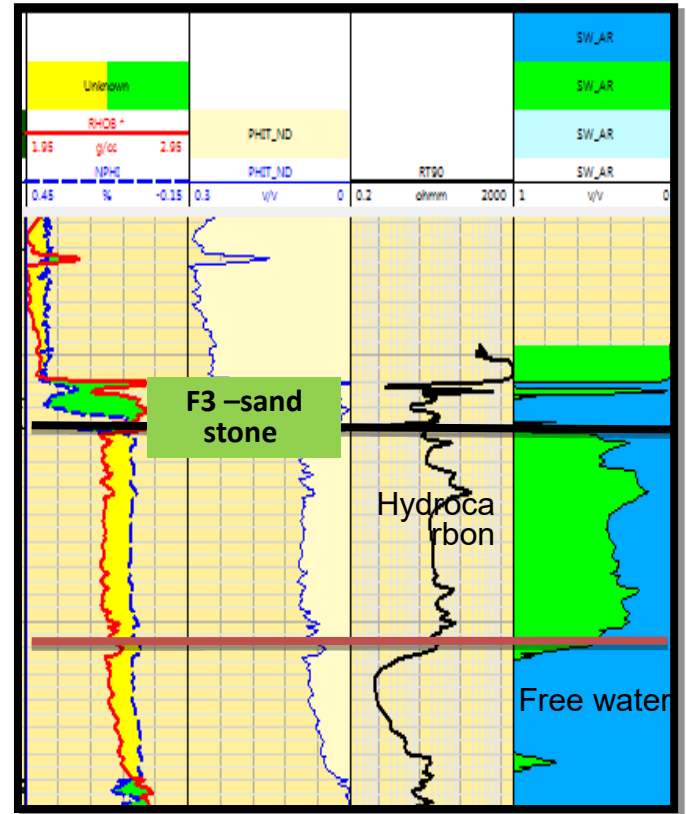 SW_AR
Unknown
SW_AR
RHOB *
1.95 g/cc 2.95
PHIT_ND
SW_AR
NPHI
PHIT_ND
RT90
SW_AR
0.45 % -0.15
0.3 v/v 0
0.2 ohmm 2000
1 v/v 0
F3 –sand
stone
Hydroca
rbon
Free water